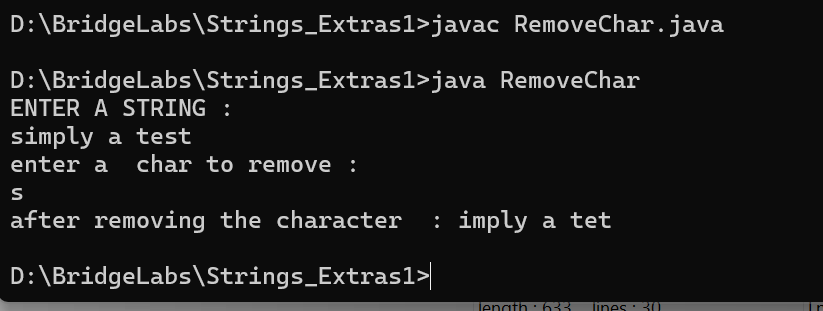 D:\BridgeLabs\Strings_Extras1>javac RemoveChar.java
D:\BridgeLabs\Strings_Extras1>java RemoveChar
ENTER A STRING :
simply a test
enter a  char to remove :
s
after removing the character  : imply a tet
D:\BridgeLabs\Strings_Extras1>
length : 633    lines : 30